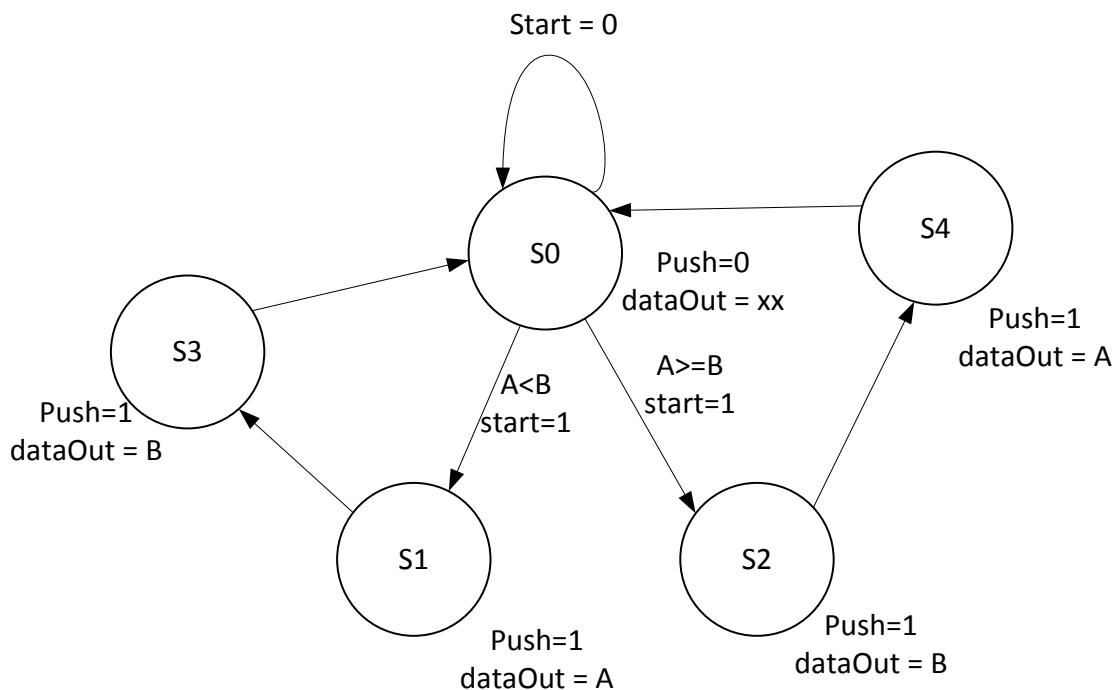 Start = 0
S4
S0
Push=0
dataOut = xx
Push=1
dataOut = A
S3
A<B
start=1
A>=B
start=1
Push=1
dataOut = B
S1
S2
Push=1
dataOut = A
Push=1
dataOut = B